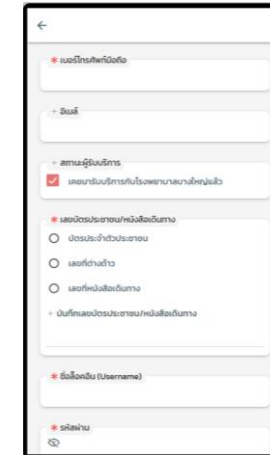 * เบอร์โทรศัพท์มือถือ
+ อีเมล์
+ สถานะผู้รับบริการ
เคยมารับบริการกับโรงพยาบาลบางใหญ่แล้ว
* เลขบัตรประชาชน/หนังสือเดินทาง
บัตรประจำตัวประชาชน
เลขที่ต่างด้าว
เลขที่หนังสือเดินทาง
+ บันทึกเลขบัตรประชาชน/หนังสือเดินทาง
* ชื่อล็อคอิน (Username)
* รหัสผ่าน